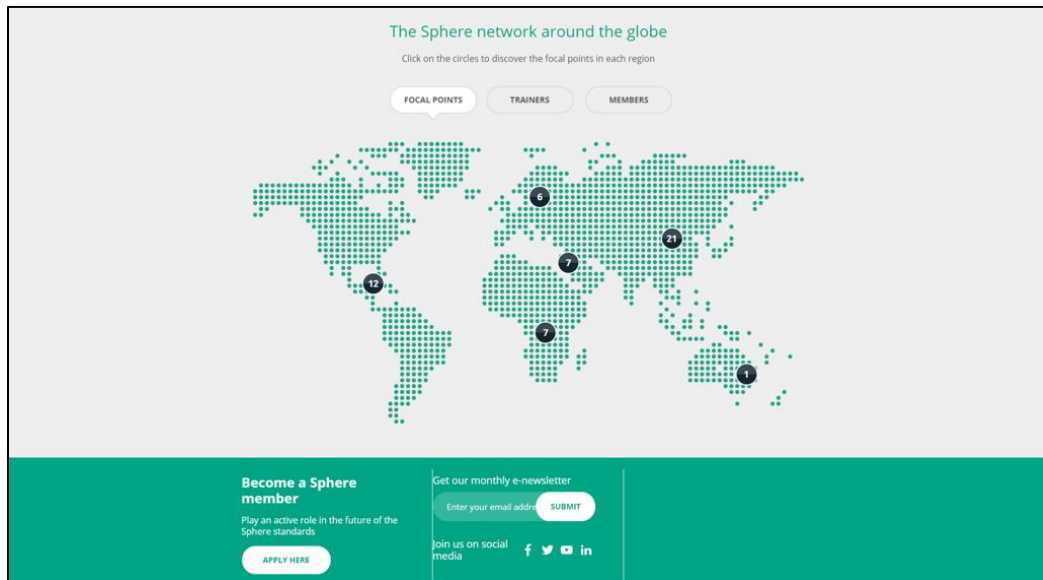 The Sphere network around the globe
Click on the circles to discover the focal points in each region
FOCAL POINTS
TRAINERS
MEMBERS
6
21
7
12
7
1
Become a Sphere
member
Play an active role in the future of the
Sphere standards
APPLY HERE
Get our monthly e-newsletter
Enter your email addre
SUBMIT
Join us on social
media